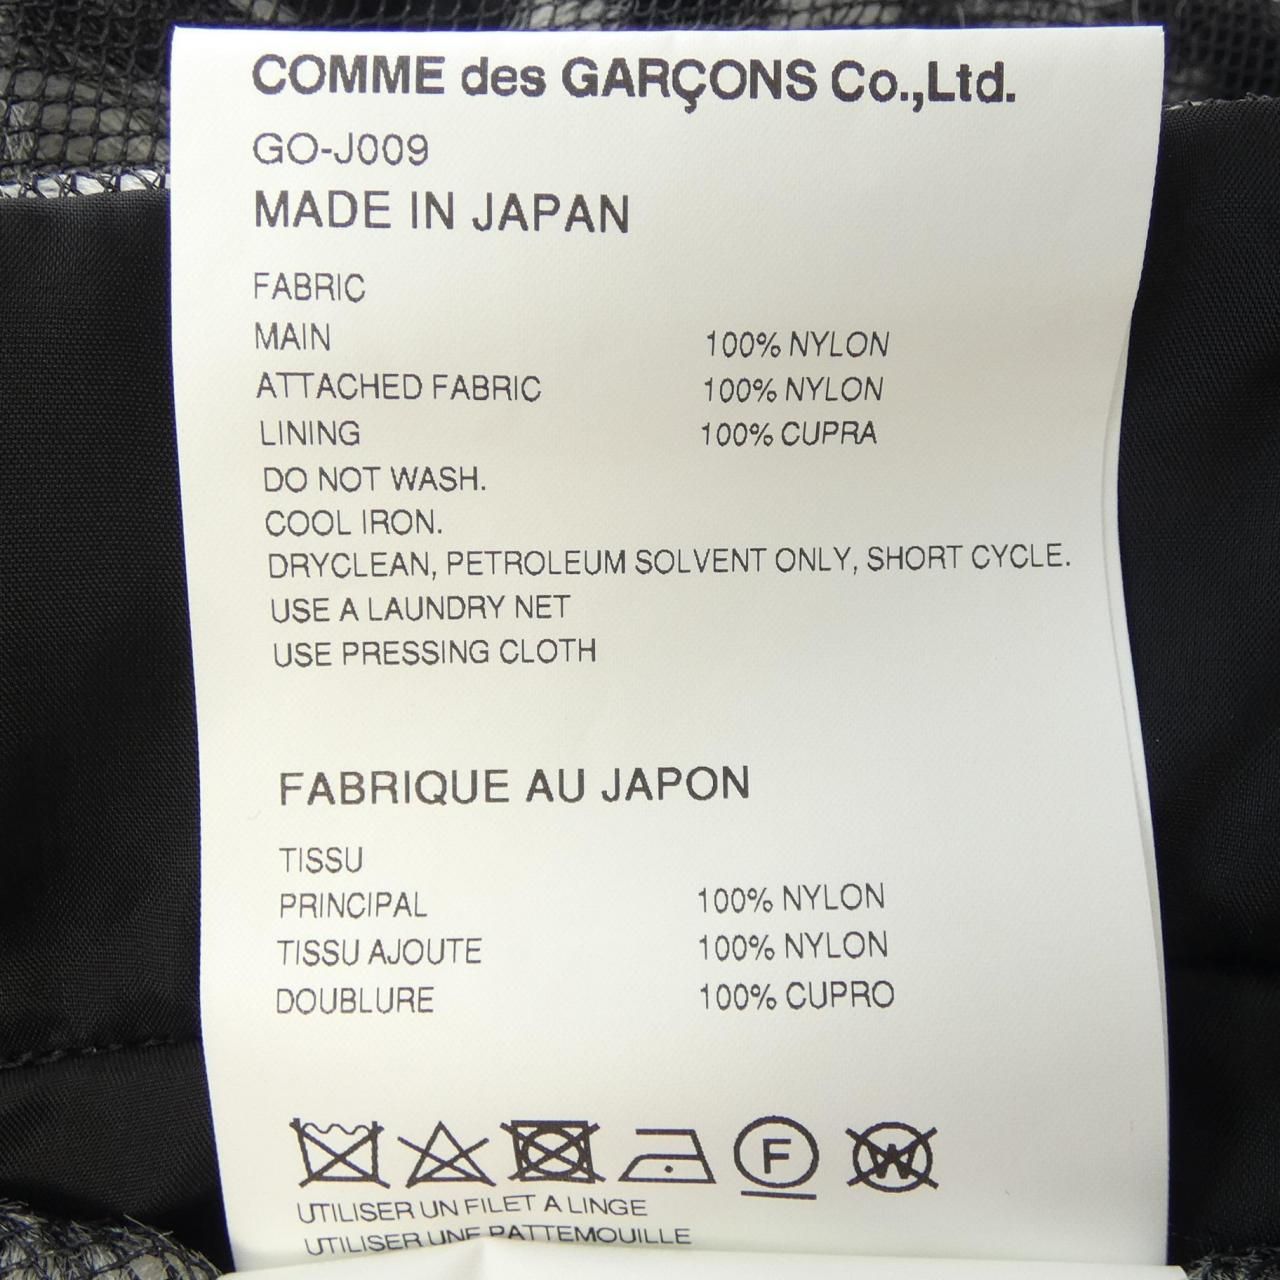 COMME des GARÇONS Co.,Ltd.
GO-J009
MADE IN JAPAN
FABRIC
MAIN 100% NYLON
ATTACHED FABRIC 100% NYLON
LINING 100% CUPRA
DO NOT WASH.
COOL IRON.
DRYCLEAN, PETROLEUM SOLVENT ONLY, SHORT CYCLE.
USE A LAUNDRY NET
USE PRESSING CLOTH
FABRIQUE AU JAPON
TISSU
PRINCIPAL 100% NYLON
TISSU AJOUTE 100% NYLON
DOUBLURE 100% CUPRO
F W
UTILISER UN FILET A LINGE
UTILISER UNE PATTEMOUILLE